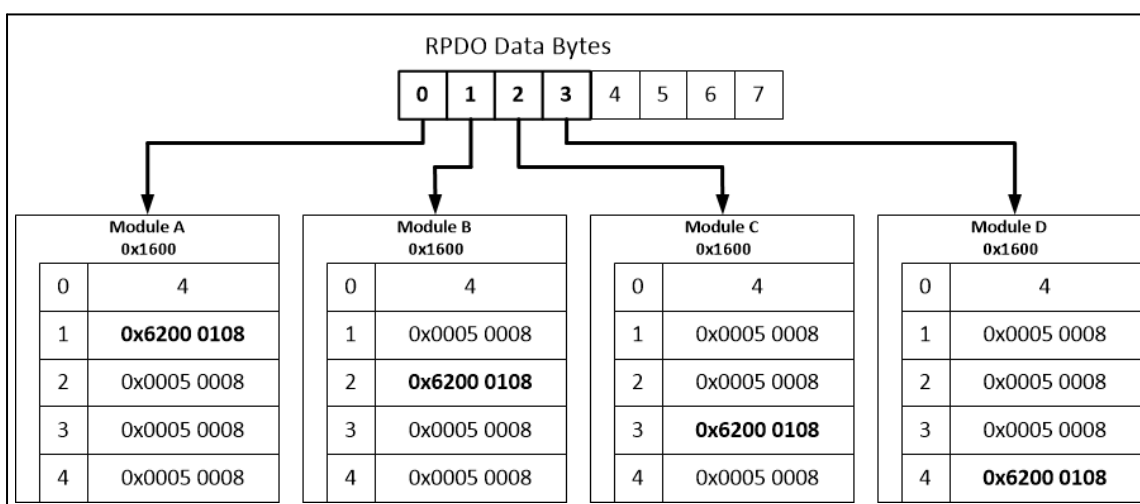 RPDO Data Bytes
0 1 2 3 4 5 6 7
Module A Module B Module C Module D
0x1600 0x1600 0x1600 0x1600
0 4 0 4 0 4 0 4
1 0x6200 0108 1 0x0005 0008 1 0x0005 0008 1 0x0005 0008
2 0x0005 0008 2 0x6200 0108 2 0x0005 0008 2 0x0005 0008
3 0x0005 0008 3 0x0005 0008 3 0x6200 0108 3 0x0005 0008
4 0x0005 0008 4 0x0005 0008 4 0x0005 0008 4 0x6200 0108